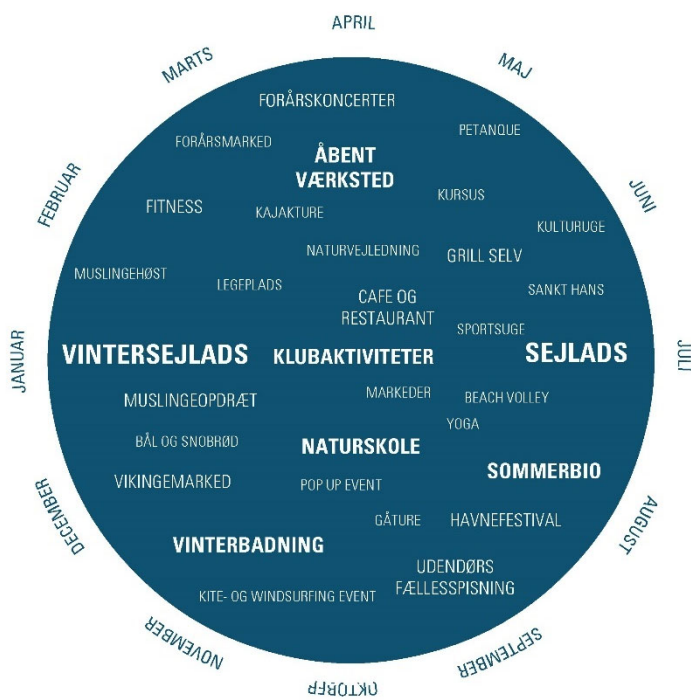 APRIL
MARTS
MAJ
FORÅRSKONCERTER
PETANQUE
FORÅRSMARKED
ÅBENT
VÆRKSTED
FEBRUAR
JUNI
KURSUS
FITNESS
KAJAKTURE
KULTURUGE
NATURVEJLEDNING
GRILL SELV
MUSLINGEHØST
LEGEPLADS
SANKT HANS
CAFE OG
RESTAURANT
SPORTSUGE
JANUAR
VINTERSEJLADS
KLUBAKTIVITETER
SEJLADS
JULI
MARKEDER
BEACH VOLLEY
MUSLINGEOPDRÆT
YOGA
BÅL OG SNOBRØD
NATURSKOLE
SOMMERBIO
VIKINGEMARKED
POP UP EVENT
DECEMBER
AUGUST
GÅTURE
HAVNEFESTIVAL
VINTERBADNING
UDENDØRS
FÆLLESSPISNING
KITE- OG WINDSURFING EVENT
NOVEMBER
SEPTEMBER
OKTOBER